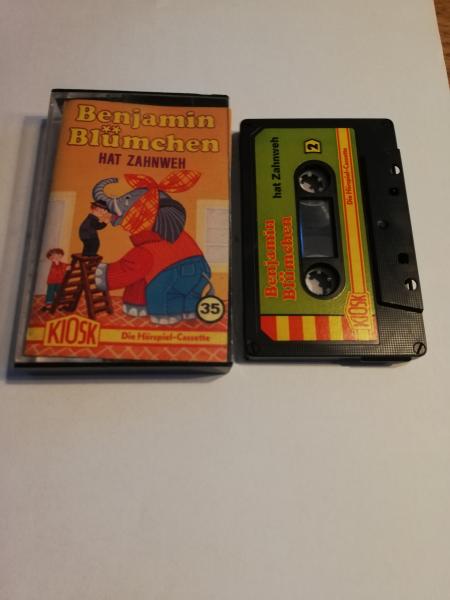 Benjamin
Blümchen
HAT ZAHNWEH
35
KIOSK
Die Hörspiel-Cassette
Benjamin
Blümchen
hat Zahnweh
2
KIOSK
Die Hörspiel-Cassette